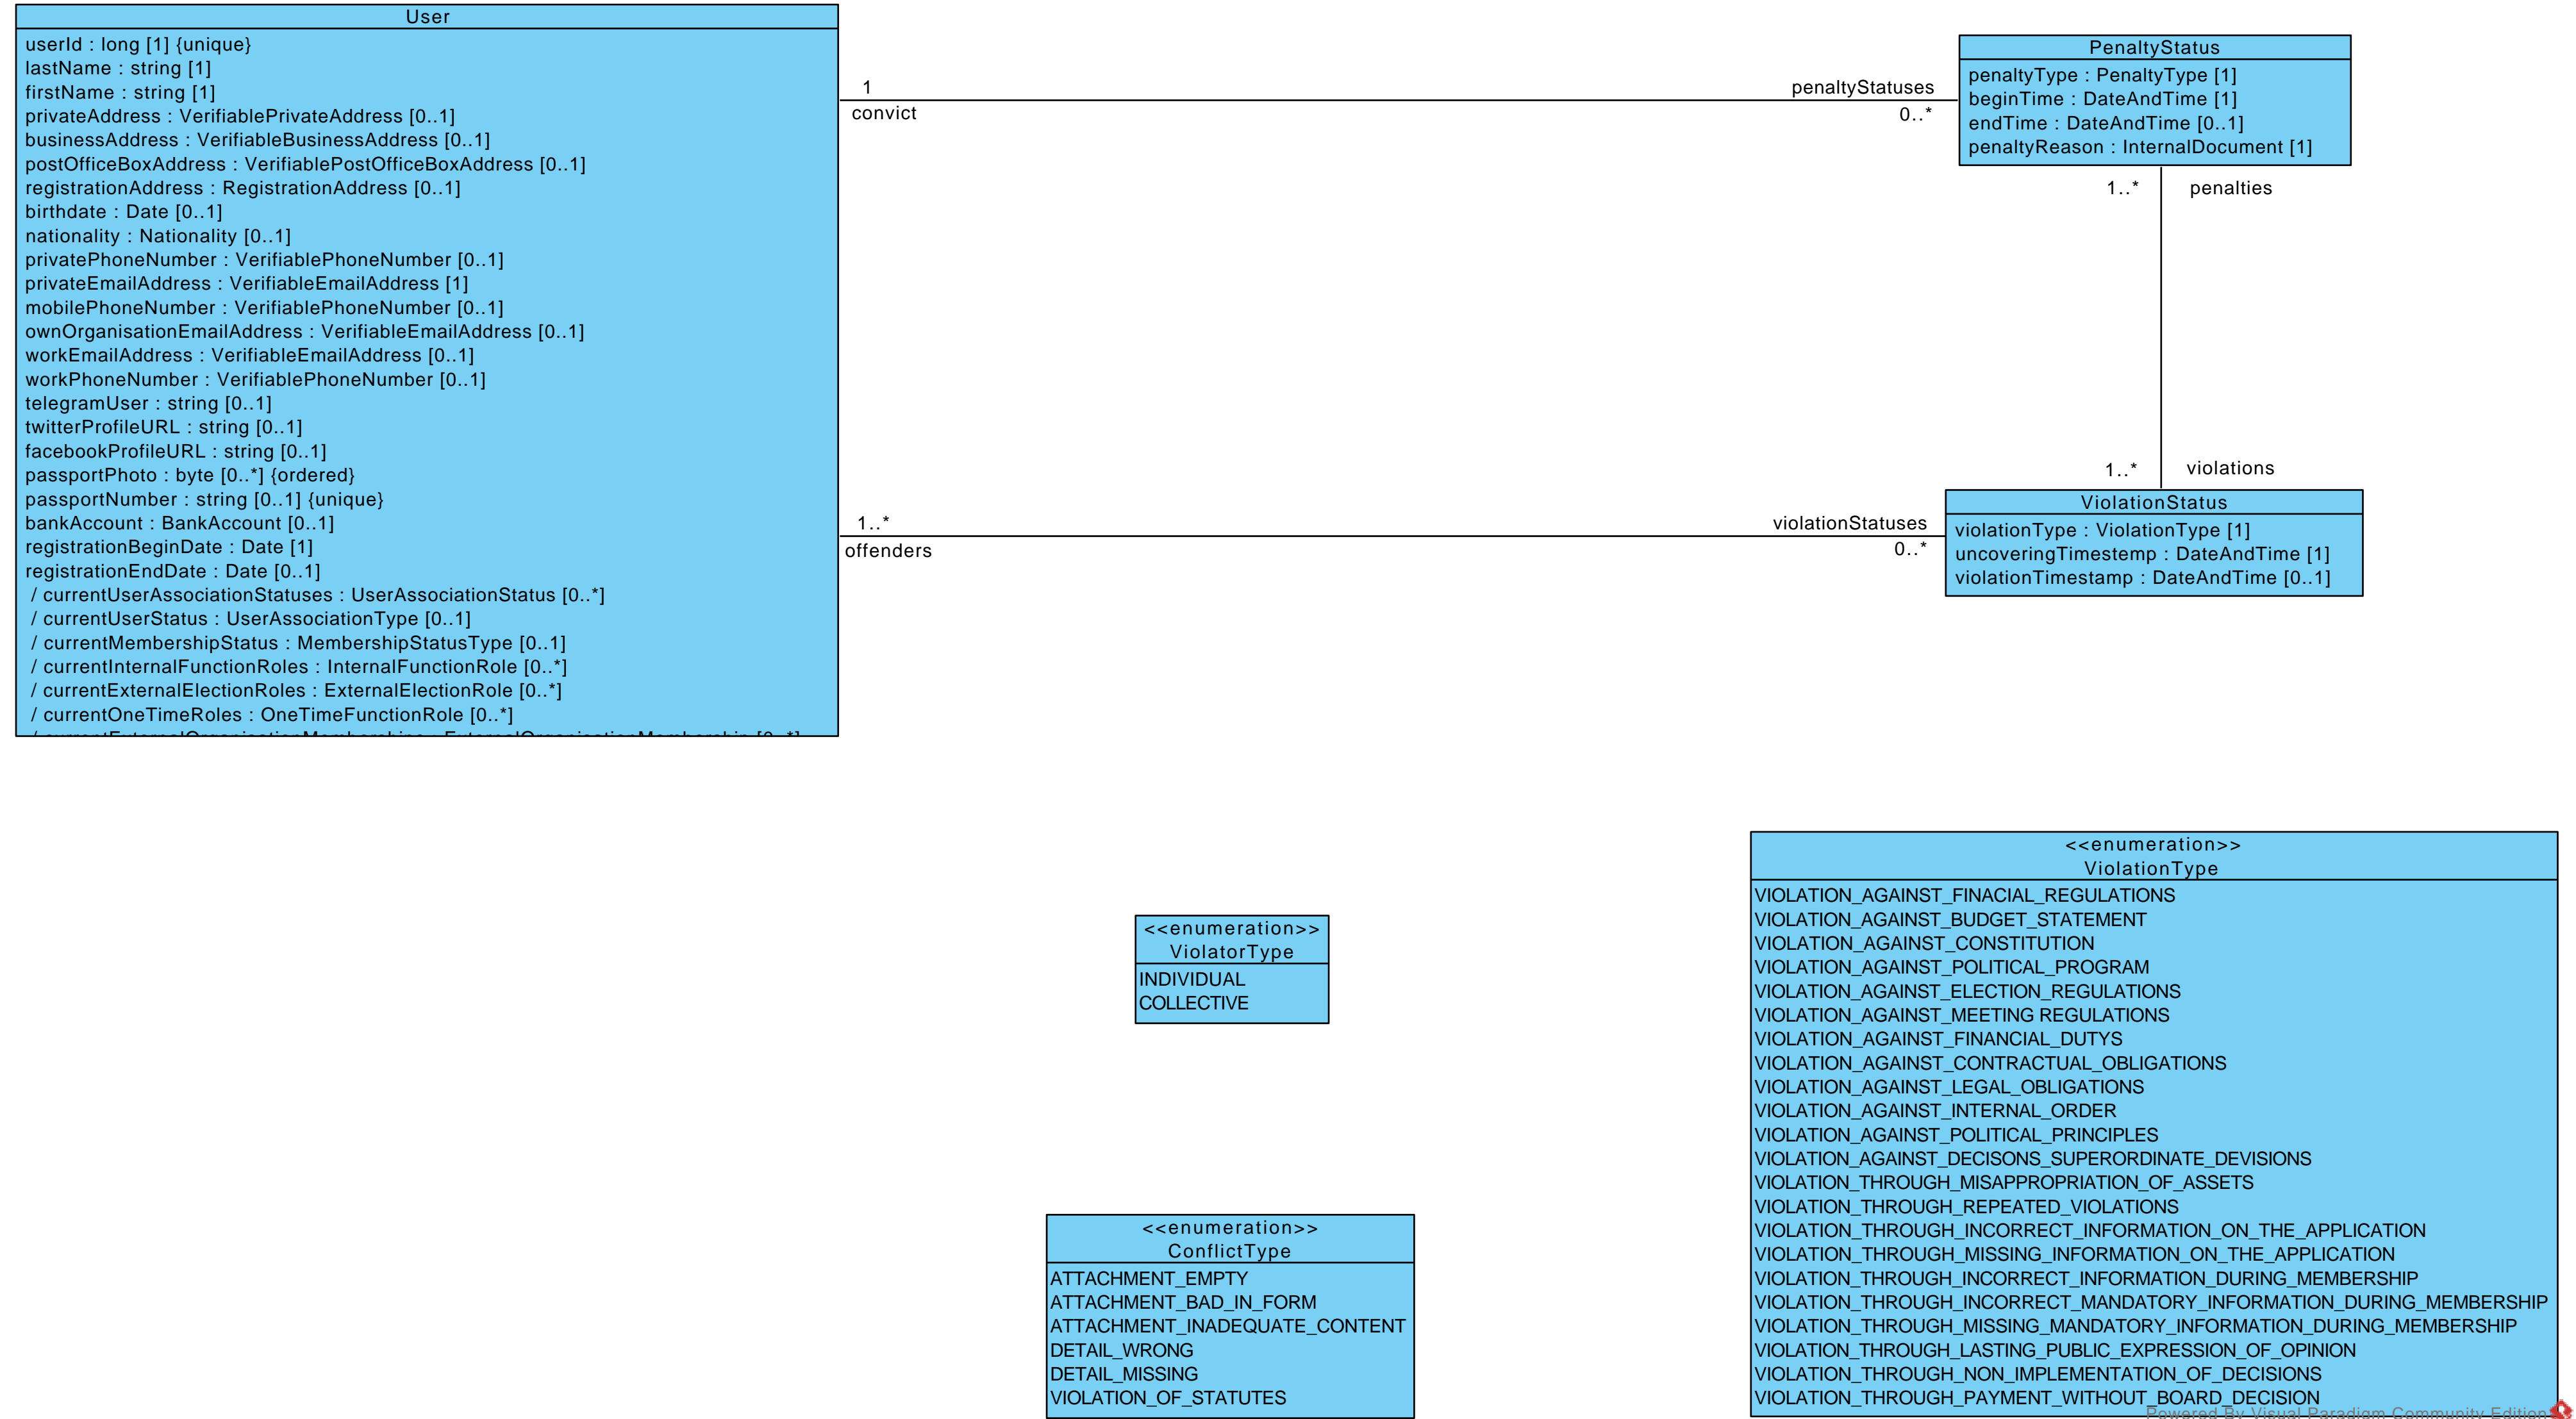 User
userId : long [1] {unique}
lastName : string [1]
firstName : string [1]
privateAddress : VerifiablePrivateAddress [0..1]
businessAddress : VerifiableBusinessAddress [0..1]
postOfficeBoxAddress : VerifiablePostOfficeBoxAddress [0..1]
registrationAddress : RegistrationAddress [0..1]
birthdate : Date [0..1]
nationality : Nationality [0..1]
privatePhoneNumber : VerifiablePhoneNumber [0..1]
privateEmailAddress : VerifiableEmailAddress [1]
mobilePhoneNumber : VerifiablePhoneNumber [0..1]
ownOrganisationEmailAddress : VerifiableEmailAddress [0..1]
workEmailAddress : VerifiableEmailAddress [0..1]
workPhoneNumber : VerifiablePhoneNumber [0..1]
telegramUser : string [0..1]
twitterProfileURL : string [0..1]
facebookProfileURL : string [0..1]
passportPhoto : byte [0..*] {ordered}
passportNumber : string [0..1] {unique}
bankAccount : BankAccount [0..1]
registrationBeginDate : Date [1]
registrationEndDate : Date [0..1]
/ currentUserAssociationStatuses : UserAssociationStatus [0..*]
/ currentUserStatus : UserAssociationType [0..1]
/ currentMembershipStatus : MembershipStatusType [0..1]
/ currentInternalFunctionRoles : InternalFunctionRole [0..*]
/ currentExternalElectionRoles : ExternalElectionRole [0..*]
/ currentOneTimeRoles : OneTimeFunctionRole [0..*]
/ currentExternalOrganisationMemberships : ExternalOrganisationMembership [0..*]
1
convict
penaltyStatuses
0..*
PenaltyStatus
penaltyType : PenaltyType [1]
beginTime : DateAndTime [1]
endTime : DateAndTime [0..1]
penaltyReason : InternalDocument [1]
1..*
penalties
1..*
violations
1..*
offenders
violationStatuses
0..*
ViolationStatus
violationType : ViolationType [1]
uncoveringTimestemp : DateAndTime [1]
violationTimestamp : DateAndTime [0..1]
<<enumeration>>
ViolatorType
INDIVIDUAL
COLLECTIVE
<<enumeration>>
ConflictType
ATTACHMENT_EMPTY
ATTACHMENT_BAD_IN_FORM
ATTACHMENT_INADEQUATE_CONTENT
DETAIL_WRONG
DETAIL_MISSING
VIOLATION_OF_STATUTES
<<enumeration>>
ViolationType
VIOLATION_AGAINST_FINACIAL_REGULATIONS
VIOLATION_AGAINST_BUDGET_STATEMENT
VIOLATION_AGAINST_CONSTITUTION
VIOLATION_AGAINST_POLITICAL_PROGRAM
VIOLATION_AGAINST_ELECTION_REGULATIONS
VIOLATION_AGAINST_MEETING REGULATIONS
VIOLATION_AGAINST_FINANCIAL_DUTYS
VIOLATION_AGAINST_CONTRACTUAL_OBLIGATIONS
VIOLATION_AGAINST_LEGAL_OBLIGATIONS
VIOLATION_AGAINST_INTERNAL_ORDER
VIOLATION_AGAINST_POLITICAL_PRINCIPLES
VIOLATION_AGAINST_DECISONS_SUPERORDINATE_DEVISIONS
VIOLATION_THROUGH_MISAPPROPRIATION_OF_ASSETS
VIOLATION_THROUGH_REPEATED_VIOLATIONS
VIOLATION_THROUGH_INCORRECT_INFORMATION_ON_THE_APPLICATION
VIOLATION_THROUGH_MISSING_INFORMATION_ON_THE_APPLICATION
VIOLATION_THROUGH_INCORRECT_INFORMATION_DURING_MEMBERSHIP
VIOLATION_THROUGH_INCORRECT_MANDATORY_INFORMATION_DURING_MEMBERSHIP
VIOLATION_THROUGH_MISSING_MANDATORY_INFORMATION_DURING_MEMBERSHIP
VIOLATION_THROUGH_LASTING_PUBLIC_EXPRESSION_OF_OPINION
VIOLATION_THROUGH_NON_IMPLEMENTATION_OF_DECISIONS
VIOLATION_THROUGH_PAYMENT_WITHOUT_BOARD_DECISION
Powered By Visual Paradigm Community Edition